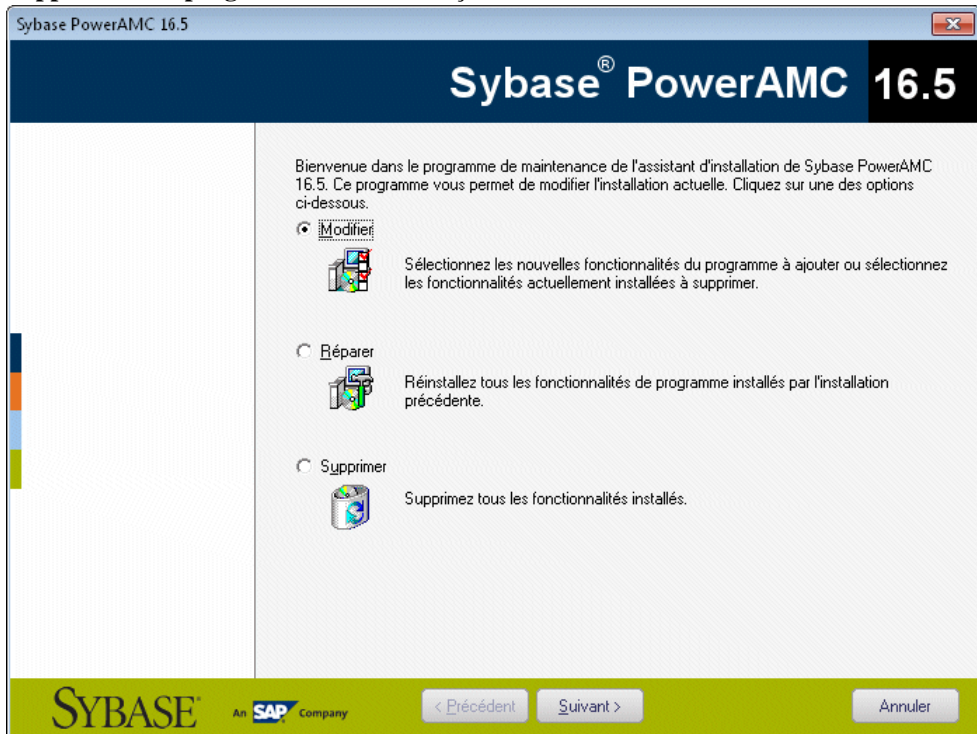 Sybase PowerAMC 16.5
Sybase® PowerAMC 16.5
Bienvenue dans le programme de maintenance de l'assistant d'installation de Sybase PowerAMC
16.5. Ce programme vous permet de modifier l'installation actuelle. Cliquez sur une des options
ci-dessous.
Modifier
Sélectionnez les nouvelles fonctionnalités du programme à ajouter ou sélectionnez
les fonctionnalités actuellement installées à supprimer.
Réparer
Réinstallez tous les fonctionnalités de programme installés par l'installation
précédente.
Supprimer
Supprimez tous les fonctionnalités installés.
SYBASE® An SAP® Company
< Précédent
Suivant >
Annuler